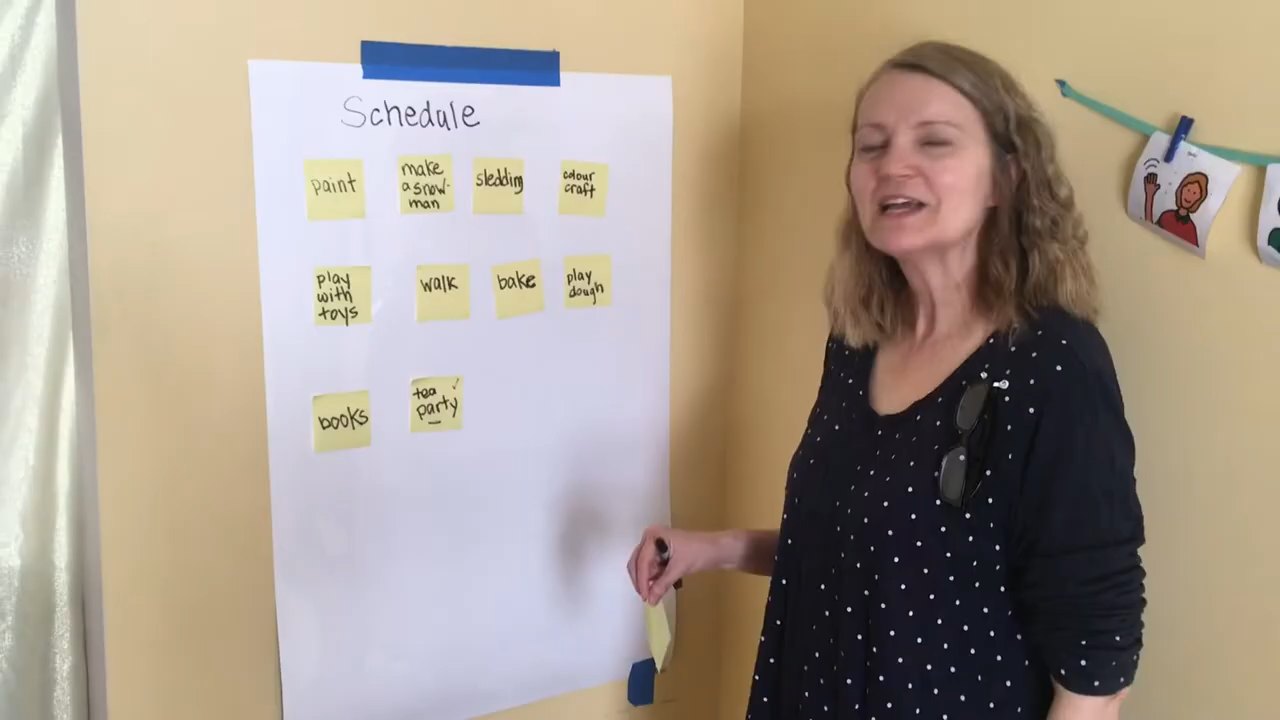 Schedule
paint
make
a snow-
man
sledding
colour
craft
play
with
toys
walk
bake
play
dough
books
tea
party